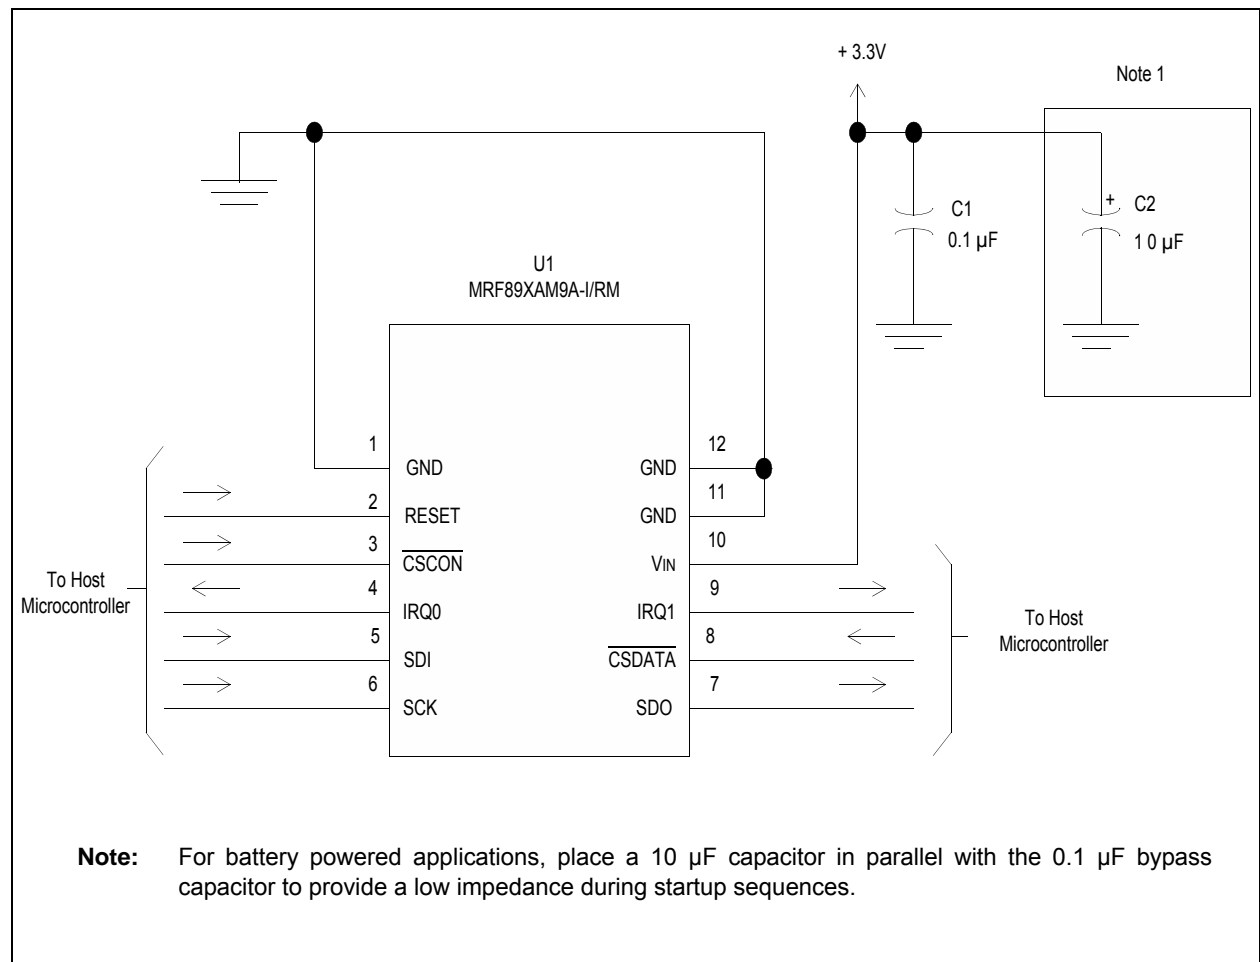 + 3.3V
Note 1
+
C1
0.1 µF
C2
1 0 µF
U1
MRF89XAM9A-I/RM
1
GND
2
RESET
3
CSCON
4
IRQ0
5
SDI
6
SCK
12
GND
11
GND
10
VIN
9
IRQ1
8
CSDATA
7
SDO
To Host
Microcontroller
To Host
Microcontroller
Note: For battery powered applications, place a 10 µF capacitor in parallel with the 0.1 µF bypass
capacitor to provide a low impedance during startup sequences.